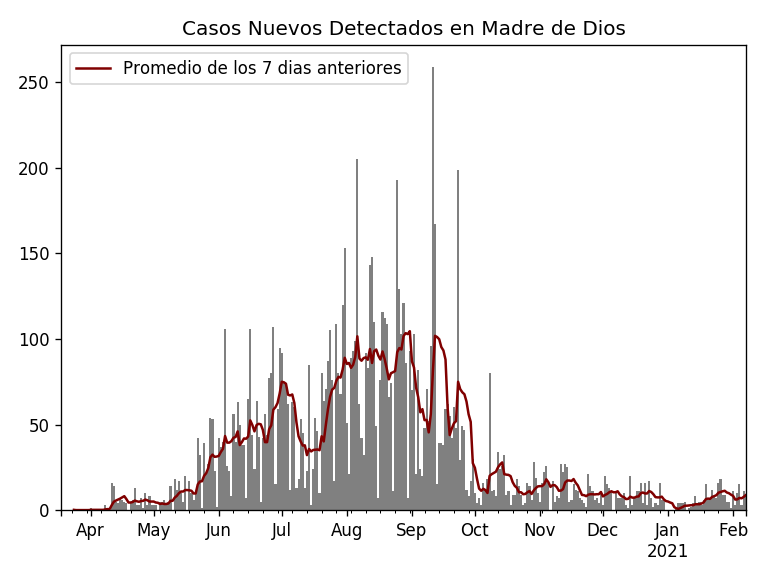 Casos Nuevos Detectados en Madre de Dios
Promedio de los 7 dias anteriores
250
200
150
100
50
0
Apr May Jun Jul Aug Sep Oct Nov Dec Jan Feb
2021